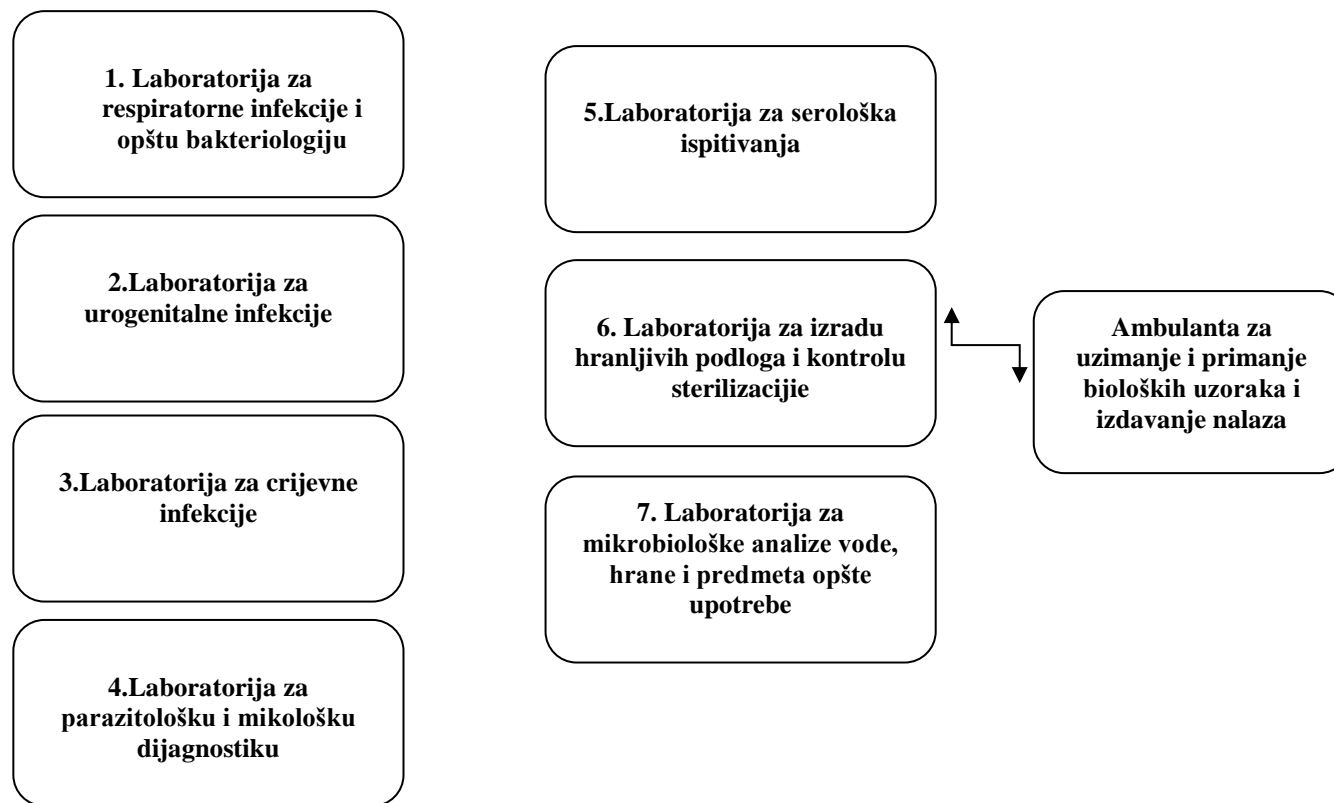 1. Laboratorija za
respiratorne infekcije i
opštu bakteriologiju
2.Laboratorija za
urogenitalne infekcije
3.Laboratorija za crijevne
infekcije
4.Laboratorija za
parazitološku i mikološku
dijagnostiku
5.Laboratorija za serološka
ispitivanja
6. Laboratorija za izradu
hranljivih podloga i kontrolu
sterilizacijie
7. Laboratorija za
mikrobiološke analize vode,
hrane i predmeta opšte
upotrebe
Ambulanta za
uzimanje i primanje
bioloških uzoraka i
izdavanje nalaza